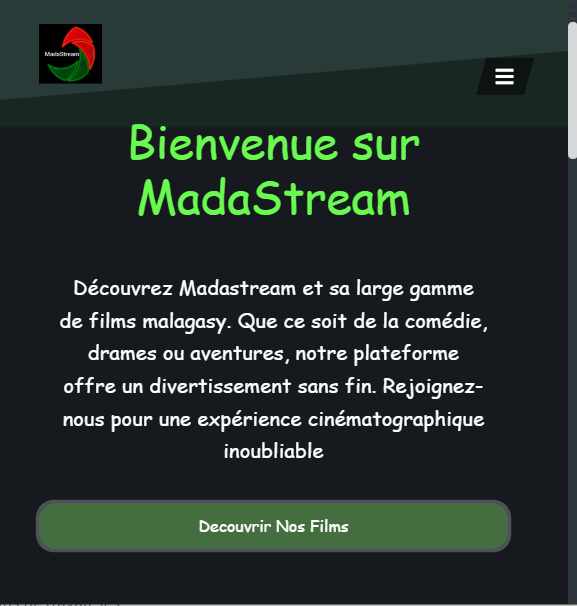 MadaStream
Bienvenue sur
MadaStream
Découvrez Madastream et sa large gamme
de films malagasy. Que ce soit de la comédie,
drames ou aventures, notre plateforme
offre un divertissement sans fin. Rejoignez-
nous pour une expérience cinématographique
inoubliable
Decouvrir Nos Films